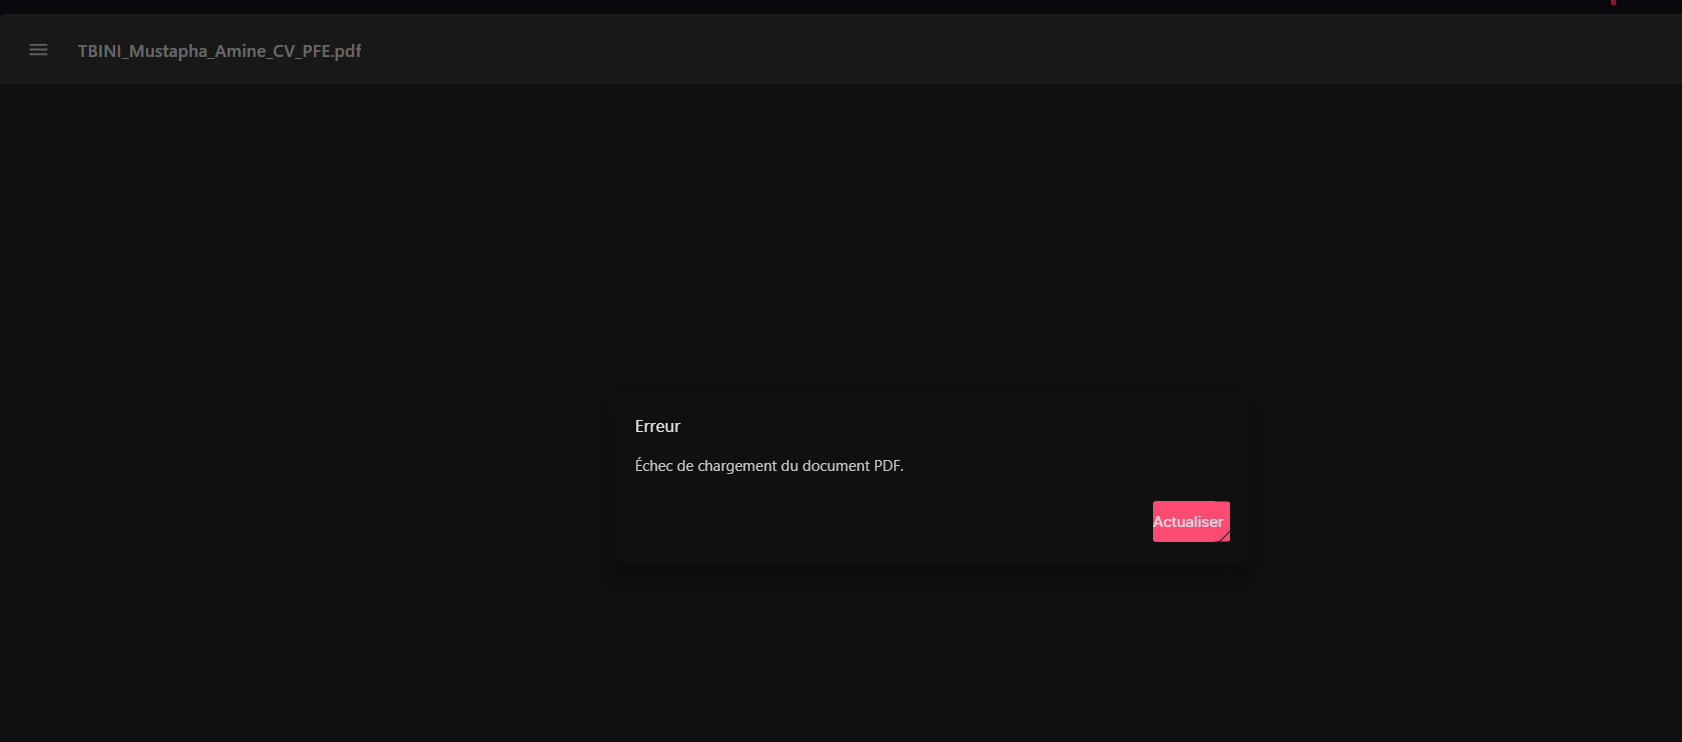 TBINI_Mustapha_Amine_CV_PFE.pdf
Erreur
Échec de chargement du document PDF.
Actualiser